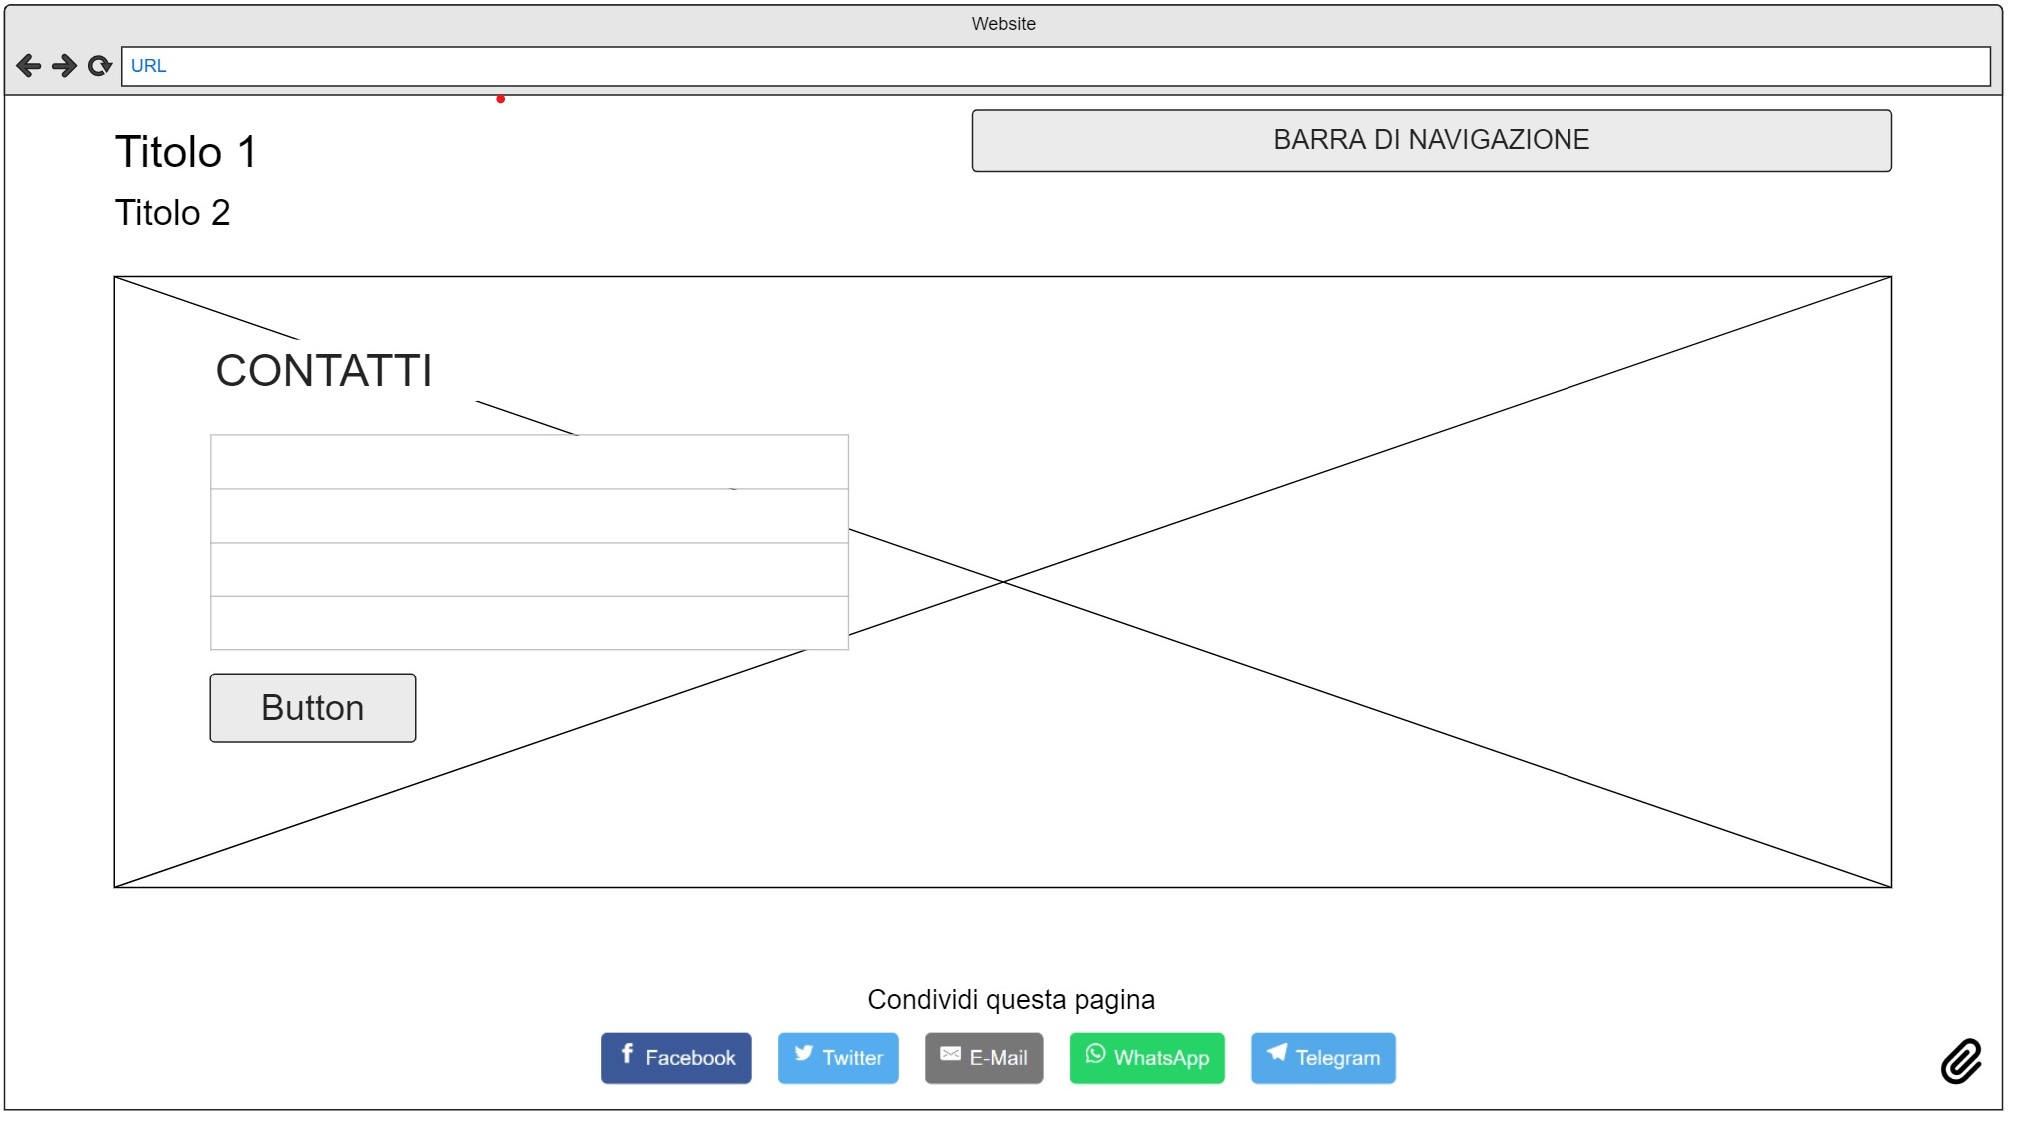 Website
URL
Titolo 1
BARRA DI NAVIGAZIONE
Titolo 2
CONTATTI
Button
Condividi questa pagina
Facebook
Twitter
E-Mail
WhatsApp
Telegram